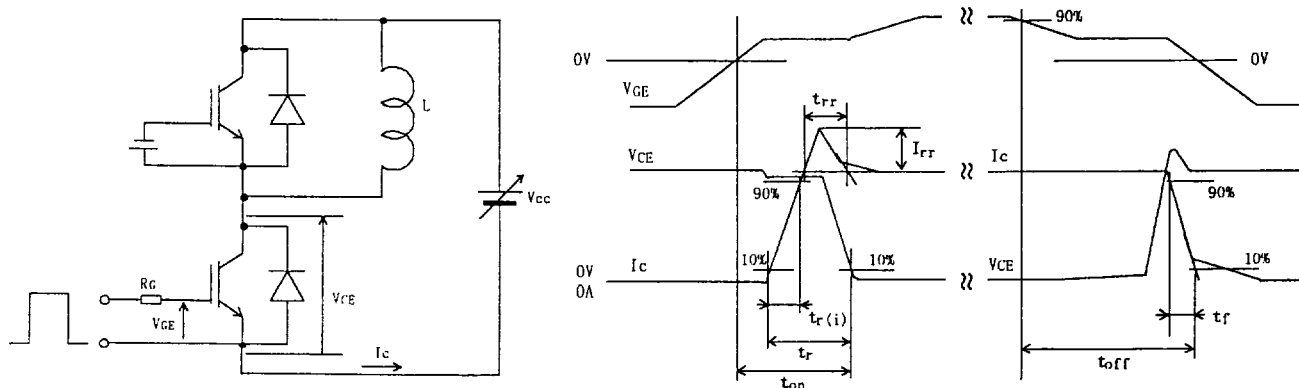 L
Vcc
RG
VGE
VCE
Ic
0V
VGE
90%
0V
trr
Irr
VCE
90%
Ic
90%
10%
10%
0V
0A
Ic
VCE
10%
tr(i)
tr
ton
tf
toff